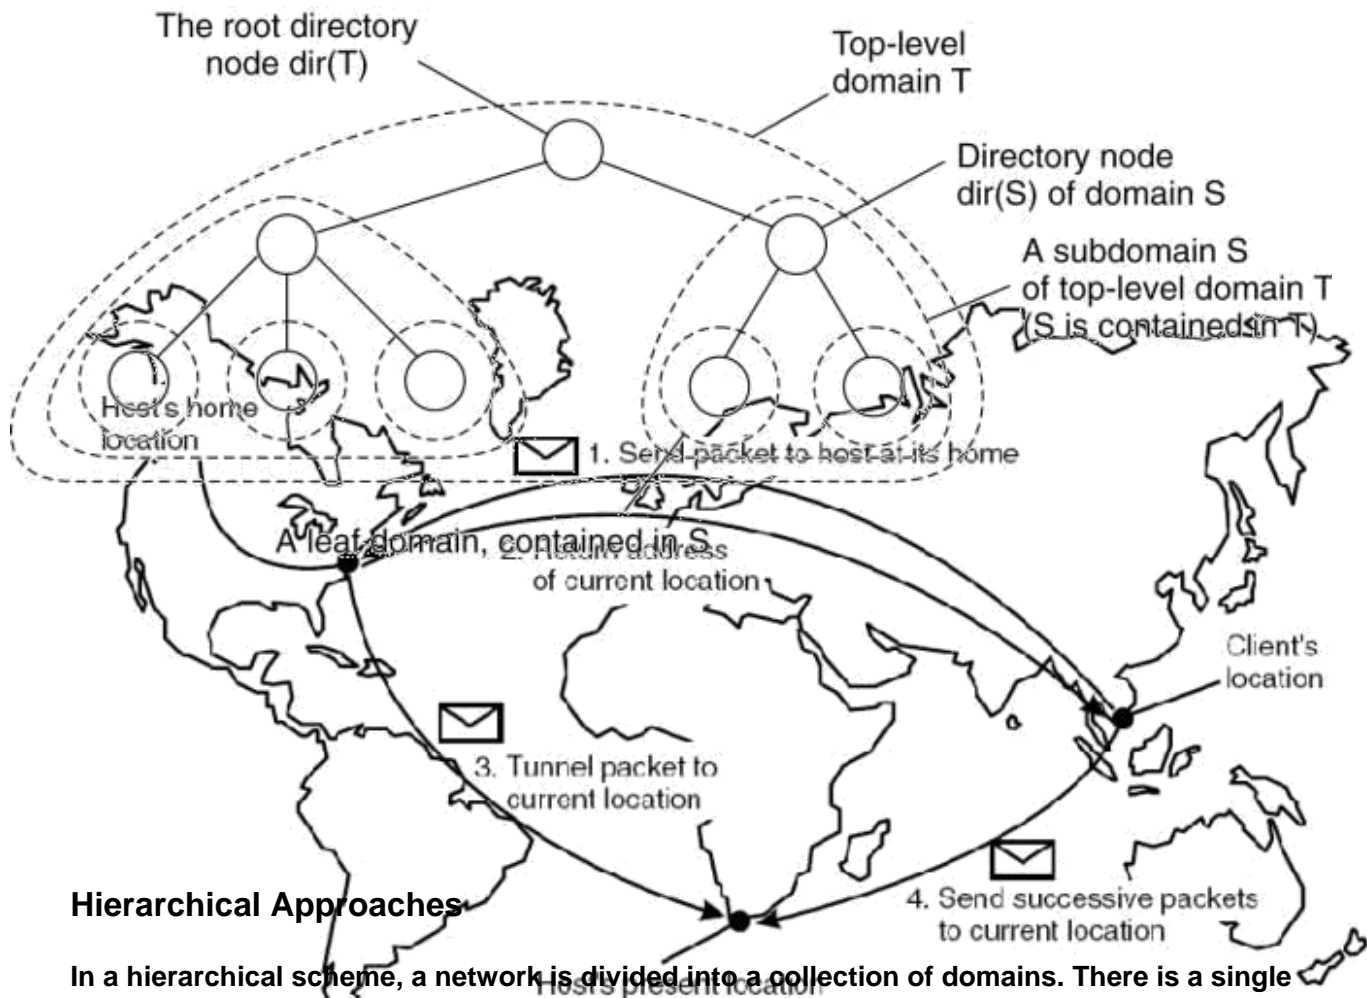 The root directory
node dir(T)
Top-level
domain T
Directory node
dir(S) of domain S
A subdomain S
of top-level domain T
(S is contained in T)
Host's home
location
1. Send packet to host at its home
A leaf domain, contained in S
2. Return address
of current location
Client's
location
3. Tunnel packet to
current location
4. Send successive packets
to current location
Hierarchical Approaches
In a hierarchical scheme, a network is divided into a collection of domains. There is a single
Host's present location